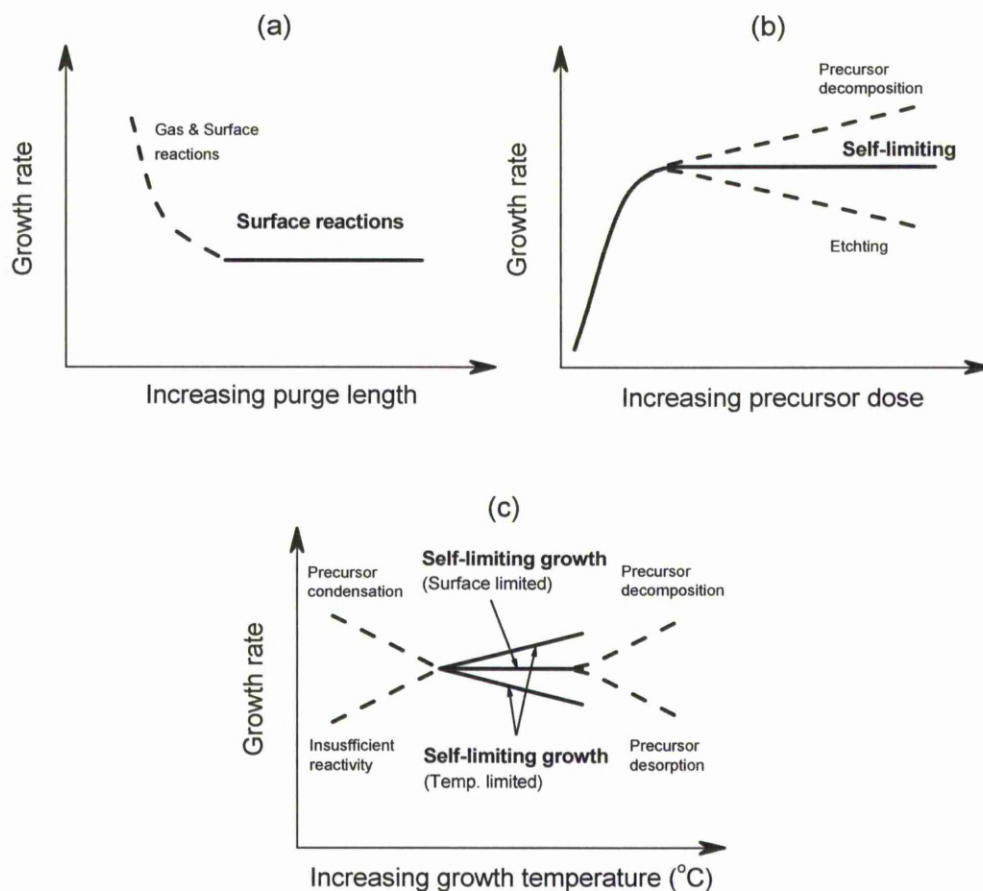 (a)
Growth rate
Gas & Surface
reactions
Surface reactions
Increasing purge length
(b)
Growth rate
Precursor
decomposition
Self-limiting
Etchting
Increasing precursor dose
(c)
Growth rate
Precursor
condensation
Self-limiting growth
(Surface limited)
Precursor
decomposition
Insusfficient
reactivity
Self-limiting growth
(Temp. limited)
Precursor
desorption
Increasing growth temperature (°C)